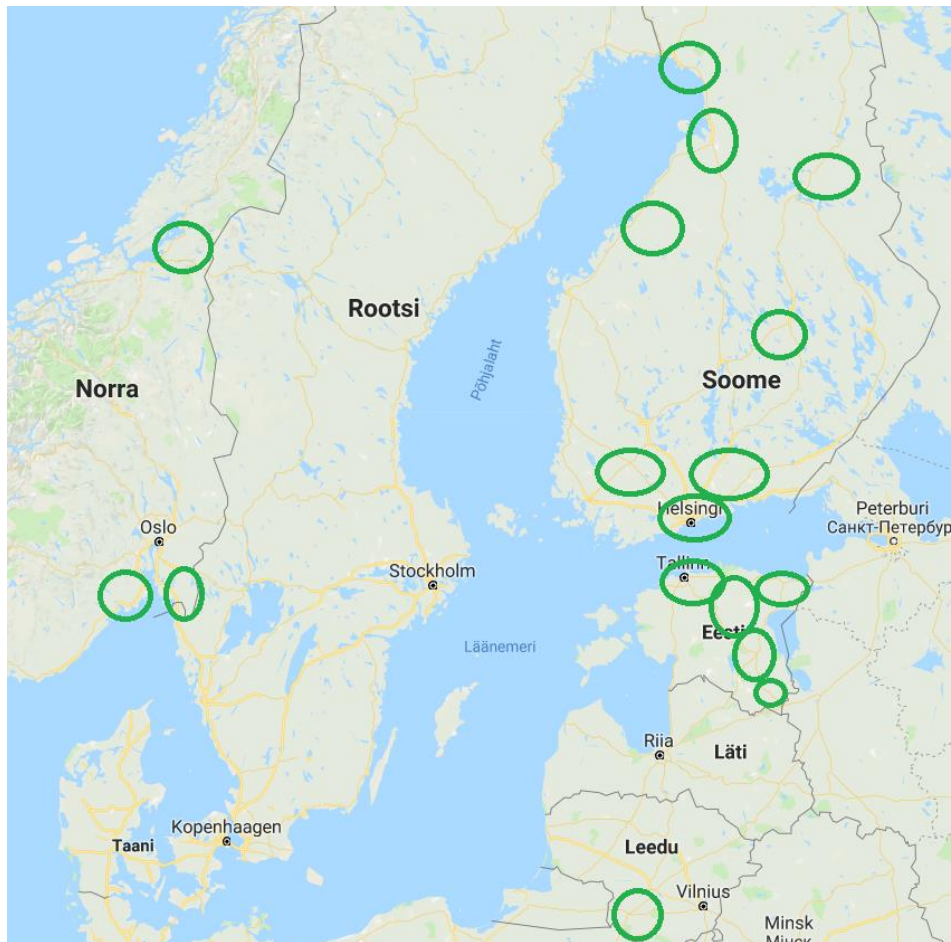 Rootsi
Põhjalaht
Norra
Soome
Helsingi
Peterburi
Санкт-Петербур
Oslo
Tallinn
Stockholm
Eesti
Läänemeri
Riia
Läti
Kopenhaagen
Taani
Leedu
Vilnius
Minsk